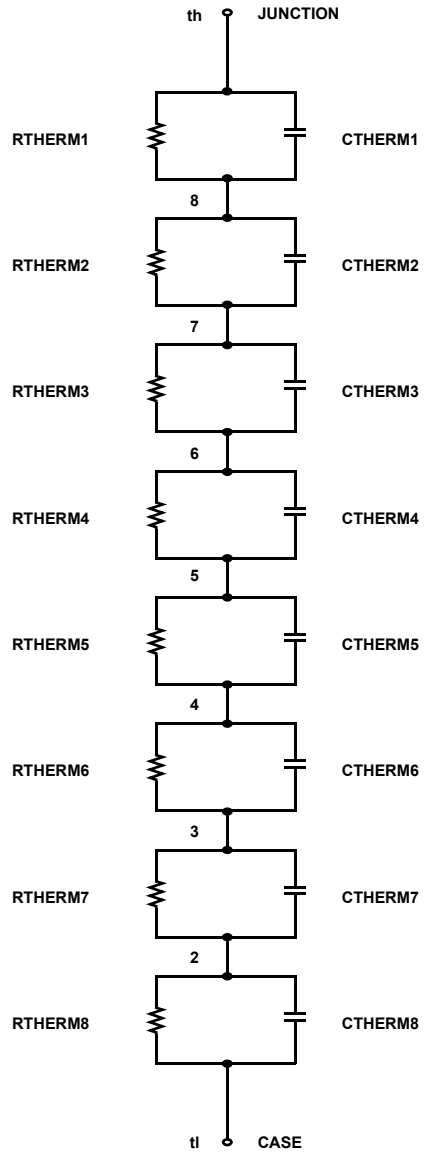 th JUNCTION
RTHERM1 CTHERM1
8
RTHERM2 CTHERM2
7
RTHERM3 CTHERM3
6
RTHERM4 CTHERM4
5
RTHERM5 CTHERM5
4
RTHERM6 CTHERM6
3
RTHERM7 CTHERM7
2
RTHERM8 CTHERM8
tl CASE